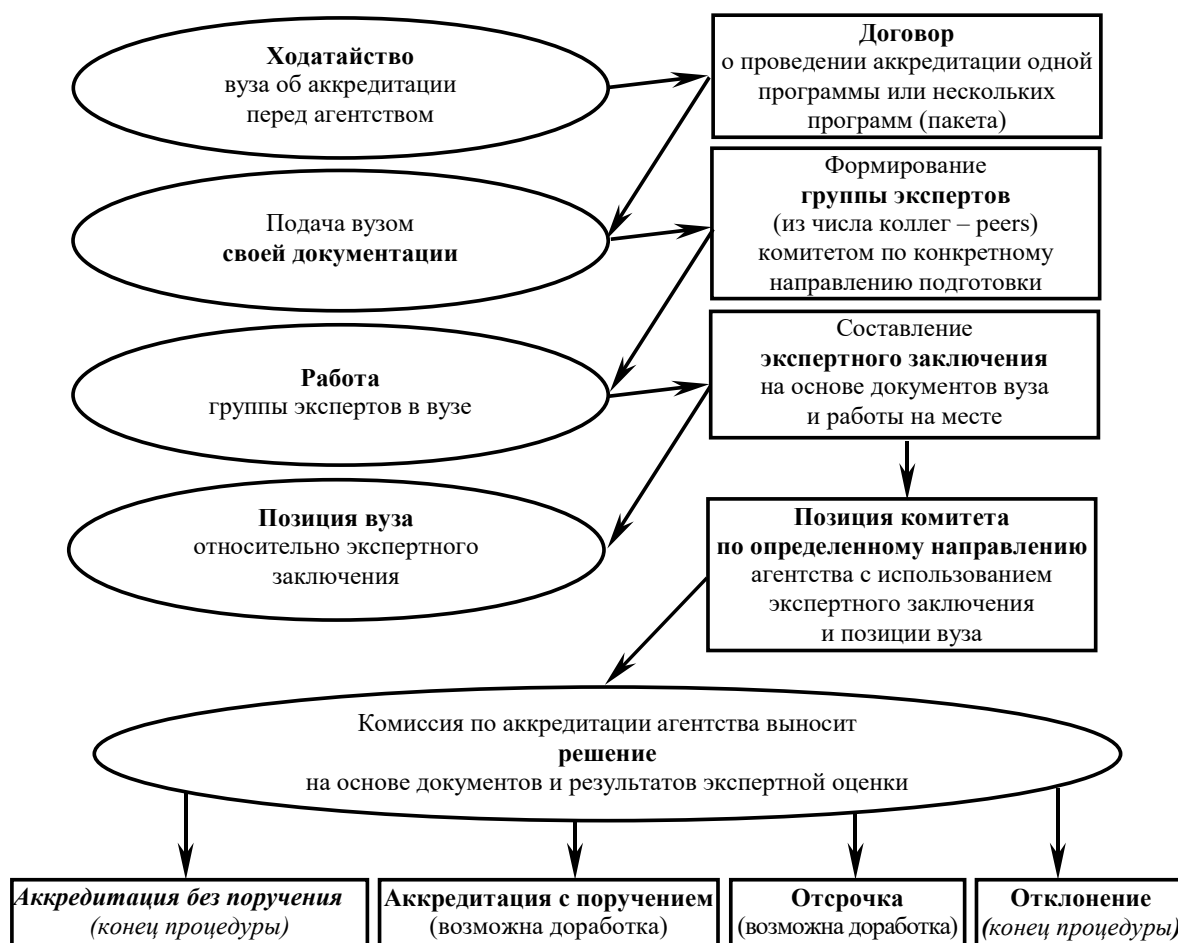 Ходатайство
вуза об аккредитации
перед агентством
Договор
о проведении аккредитации одной
программы или нескольких
программ (пакета)
Подача вузом
своей документации
Формирование
группы экспертов
(из числа коллег – peers)
комитетом по конкретному
направлению подготовки
Работа
группы экспертов в вузе
Составление
экспертного заключения
на основе документов вуза
и работы на месте
Позиция вуза
относительно экспертного
заключения
Позиция комитета
по определенному направлению
агентства с использованием
экспертного заключения
и позиции вуза
Комиссия по аккредитации агентства выносит
решение
на основе документов и результатов экспертной оценки
Аккредитация без поручения
(конец процедуры)
Аккредитация с поручением
(возможна доработка)
Отсрочка
(возможна доработка)
Отклонение
(конец процедуры)